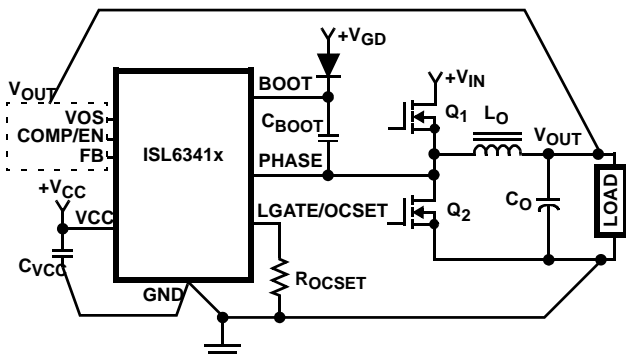 +VGD
VOUT
BOOT
+VIN
VOS
Q1
LO
COMP/EN
CBOOT
VOUT
FB
ISL6341x
PHASE
+VCC
LGATE/OCSET
Q2
CO
LOAD
VCC
CVCC
ROCSET
GND